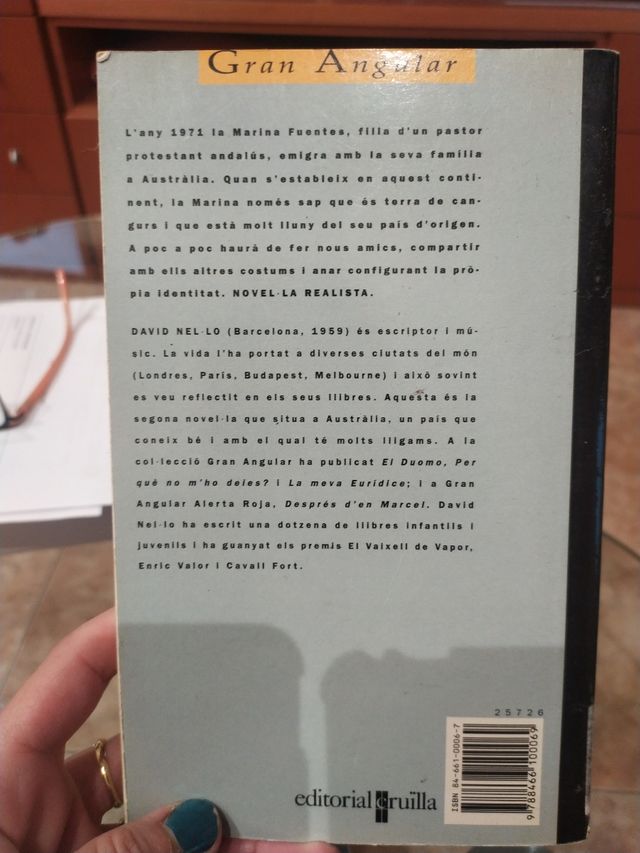 Gran Angular
L'any 1971 la Marina Fuentes, filla d'un pastor
protestant andalús, emigra amb la seva família
a Austràlia. Quan s'estableix en aquest conti-
nent, la Marina només sap que és terra de can-
gurs i que està molt lluny del seu país d'origen.
A poc a poc haurà de fer nous amics, compartir
amb ells altres costums i anar configurant la prò-
pia identitat. NOVEL·LA REALISTA.
DAVID NEL·LO (Barcelona, 1959) és escriptor i mú-
sic. La vida l'ha portat a diverses ciutats del món
(Londres, París, Budapest, Melbourne) i això sovint
es veu reflectit en els seus llibres. Aquesta és la
segona novel·la que situa a Austràlia, un país que
coneix bé i amb el qual té molts lligams. A la
col·lecció Gran Angular ha publicat El Duomo, Per
què no m'ho deies? i La meva Eurídice; i a Gran
Angular Alerta Roja, Després d'en Marcel. David
Nel·lo ha escrit una dotzena de llibres infantils i
juvenils i ha guanyat els premis El Vaixell de Vapor,
Enric Valor i Cavall Fort.
25726
ISBN 84-661-0006-7
9 788466 100069
editorial cruïlla